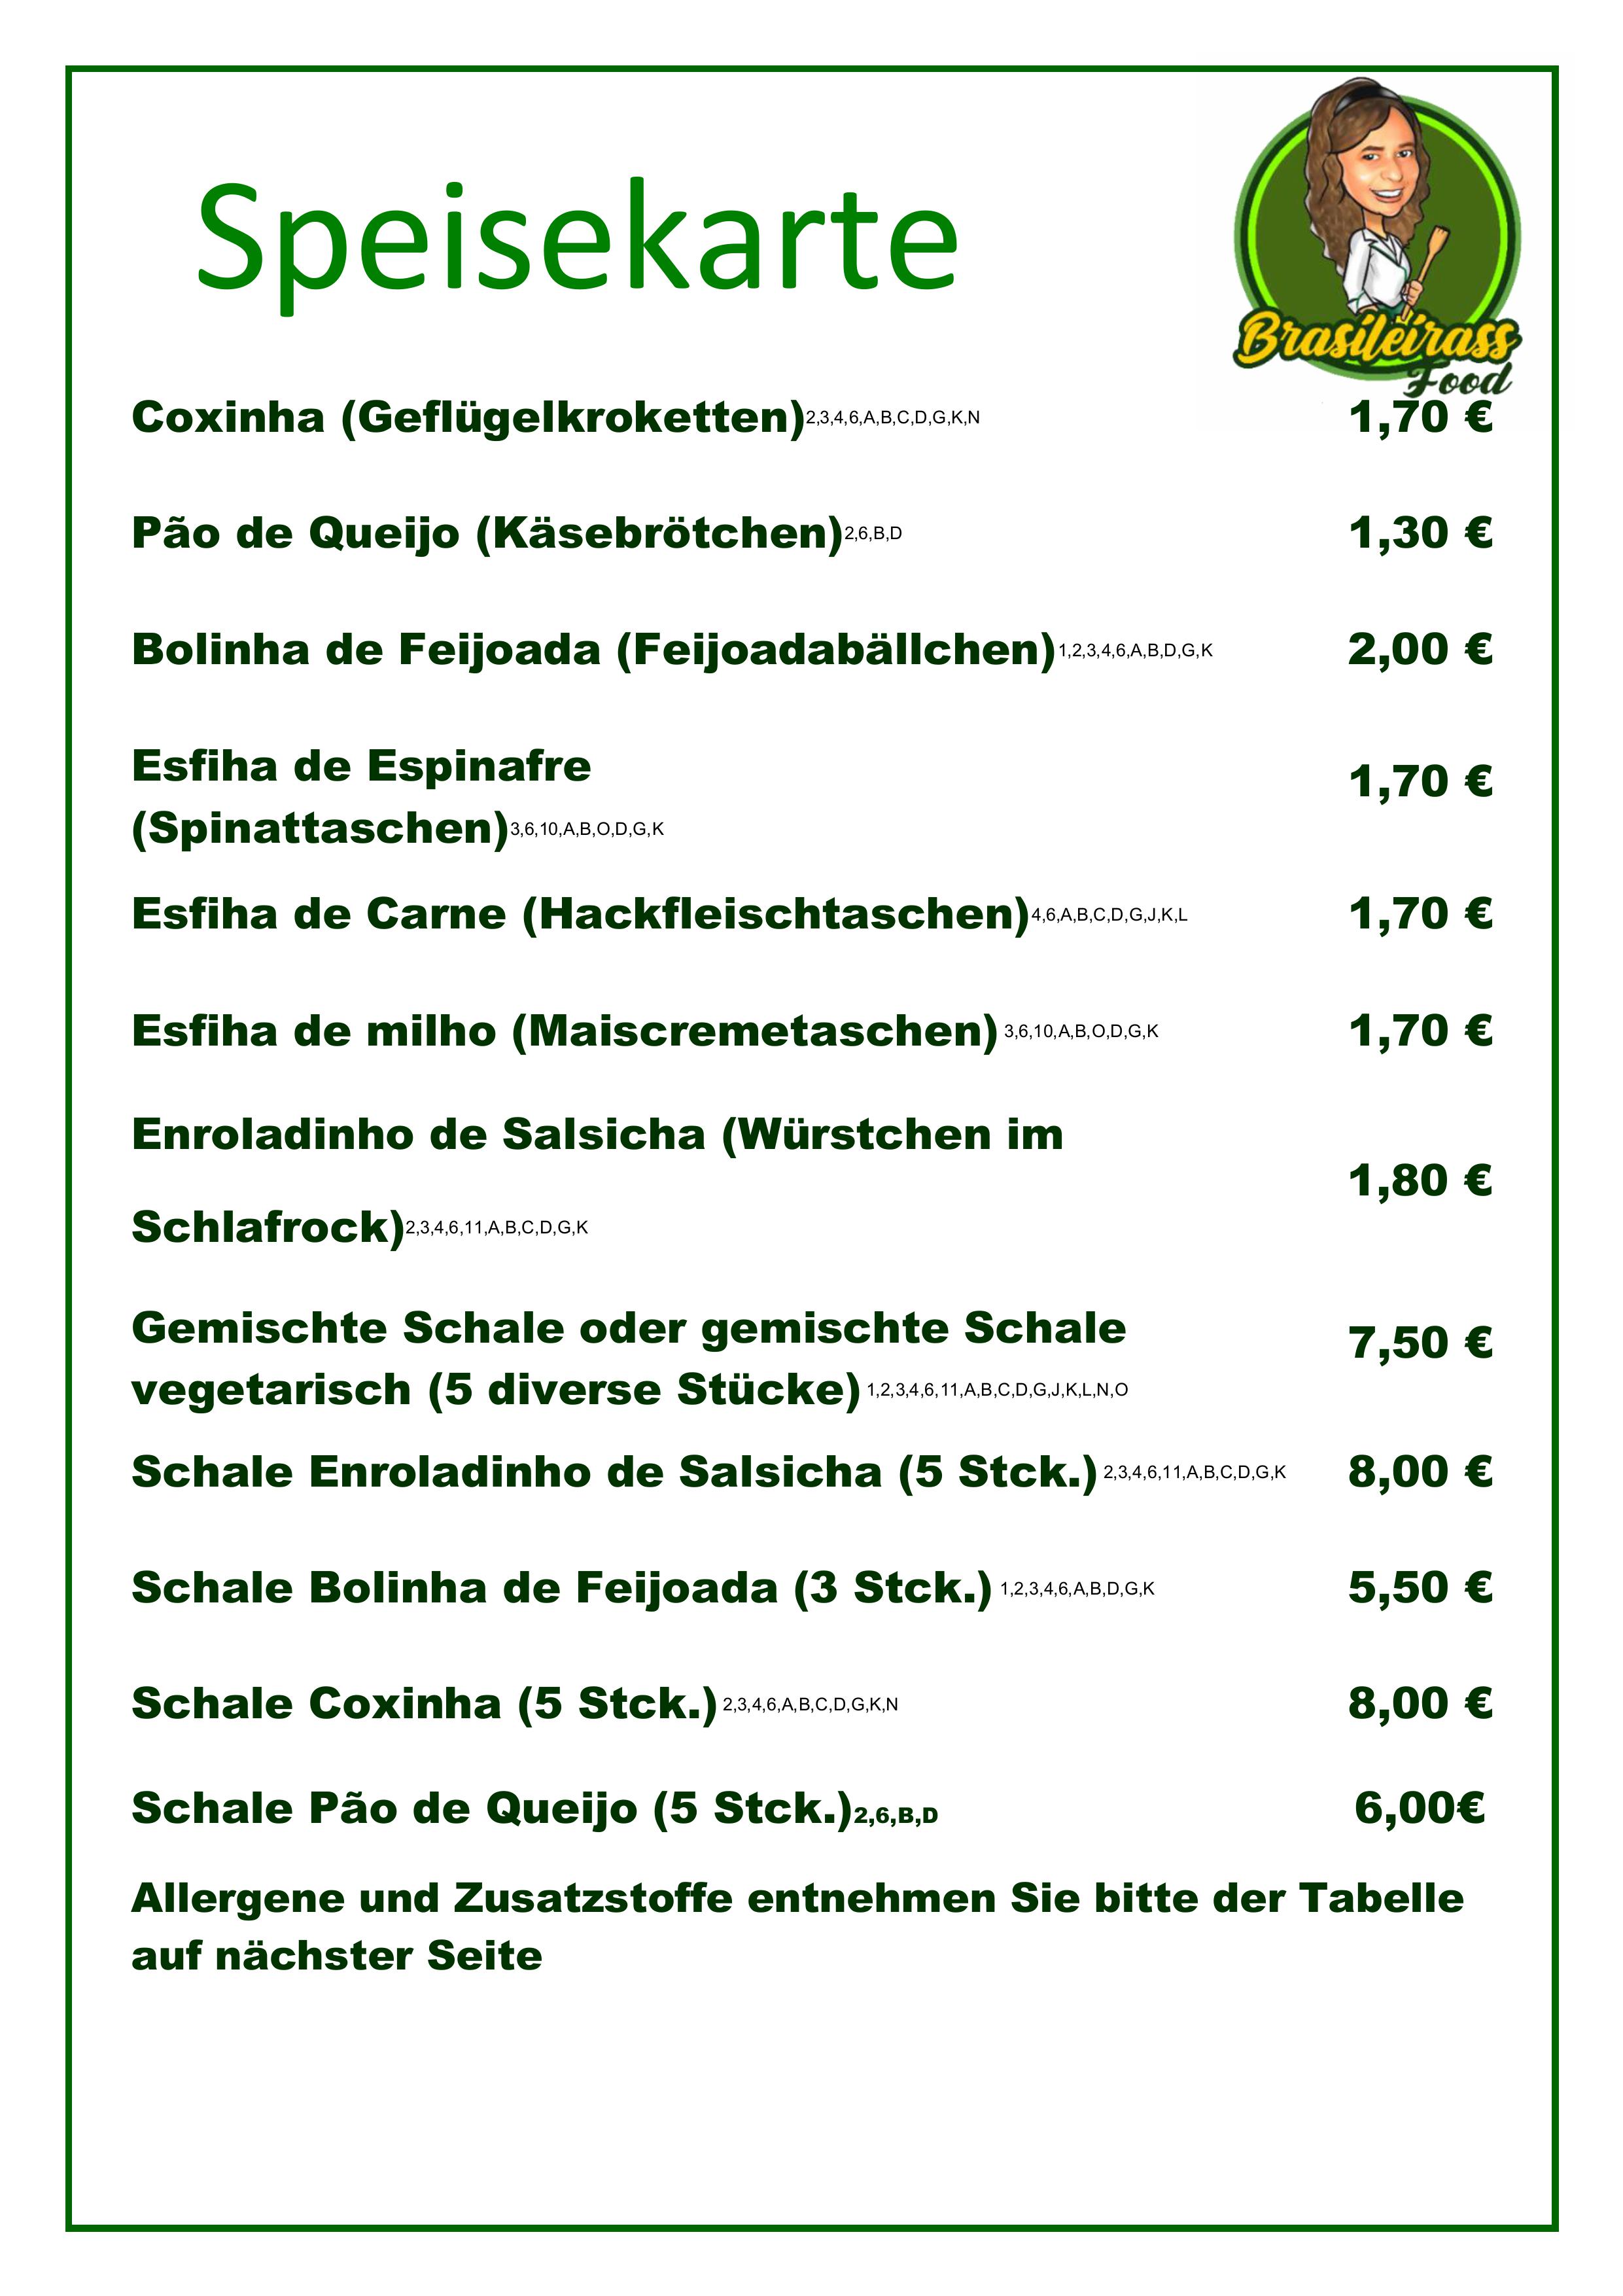 Speisekarte
Brasileirass
Food
Coxinha (Geflügelkroketten)2,3,4,6,A,B,C,D,G,K,N 1,70 €
Pão de Queijo (Käsebrötchen)2,6,B,D 1,30 €
Bolinha de Feijoada (Feijoadabällchen)1,2,3,4,6,A,B,D,G,K 2,00 €
Esfiha de Espinafre
1,70 €
(Spinattaschen)3,6,10,A,B,O,D,G,K
Esfiha de Carne (Hackfleischtaschen)4,6,A,B,C,D,G,J,K,L 1,70 €
Esfiha de milho (Maiscremetaschen) 3,6,10,A,B,O,D,G,K 1,70 €
Enroladinho de Salsicha (Würstchen im
1,80 €
Schlafrock)2,3,4,6,11,A,B,C,D,G,K
Gemischte Schale oder gemischte Schale
7,50 €
vegetarisch (5 diverse Stücke) 1,2,3,4,6,11,A,B,C,D,G,J,K,L,N,O
Schale Enroladinho de Salsicha (5 Stck.) 2,3,4,6,11,A,B,C,D,G,K 8,00 €
Schale Bolinha de Feijoada (3 Stck.) 1,2,3,4,6,A,B,D,G,K 5,50 €
Schale Coxinha (5 Stck.) 2,3,4,6,A,B,C,D,G,K,N 8,00 €
Schale Pão de Queijo (5 Stck.)2,6,B,D 6,00€
Allergene und Zusatzstoffe entnehmen Sie bitte der Tabelle
auf nächster Seite